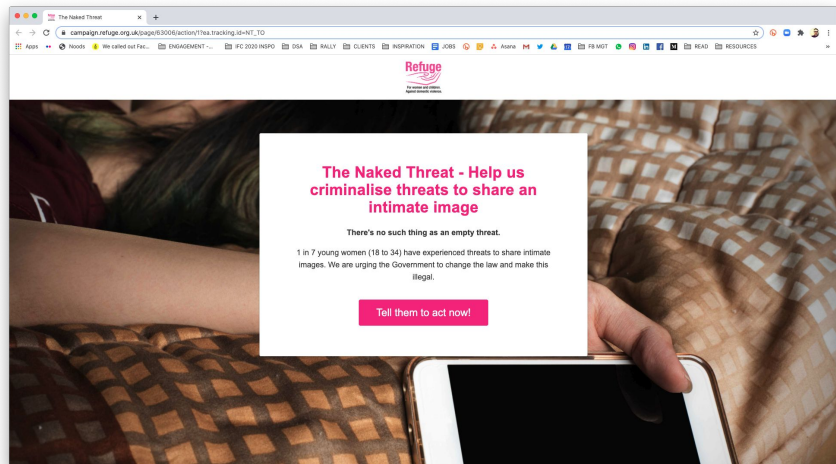 The Naked Threat
campaign.refuge.org.uk/page/63006/action/1?ea.tracking.id=NT_TO
Apps Noods We called out Fac... ENGAGEMENT -... IFC 2020 INSPO DSA RALLY CLIENTS INSPIRATION JOBS Asana FB MGT READ RESOURCES
Refuge
For women and children.
Against domestic violence.
The Naked Threat - Help us
criminalise threats to share an
intimate image
There's no such thing as an empty threat.
1 in 7 young women (18 to 34) have experienced threats to share intimate
images. We are urging the Government to change the law and make this
illegal.
Tell them to act now!